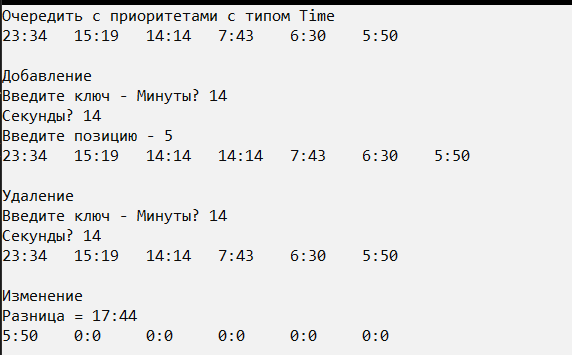 Очередить с приоритетами с типом Time
23:34 15:19 14:14 7:43 6:30 5:50
Добавление
Введите ключ - Минуты? 14
Секунды? 14
Введите позицию - 5
23:34 15:19 14:14 14:14 7:43 6:30 5:50
Удаление
Введите ключ - Минуты? 14
Секунды? 14
23:34 15:19 14:14 7:43 6:30 5:50
Изменение
Разница = 17:44
5:50 0:0 0:0 0:0 0:0 0:0